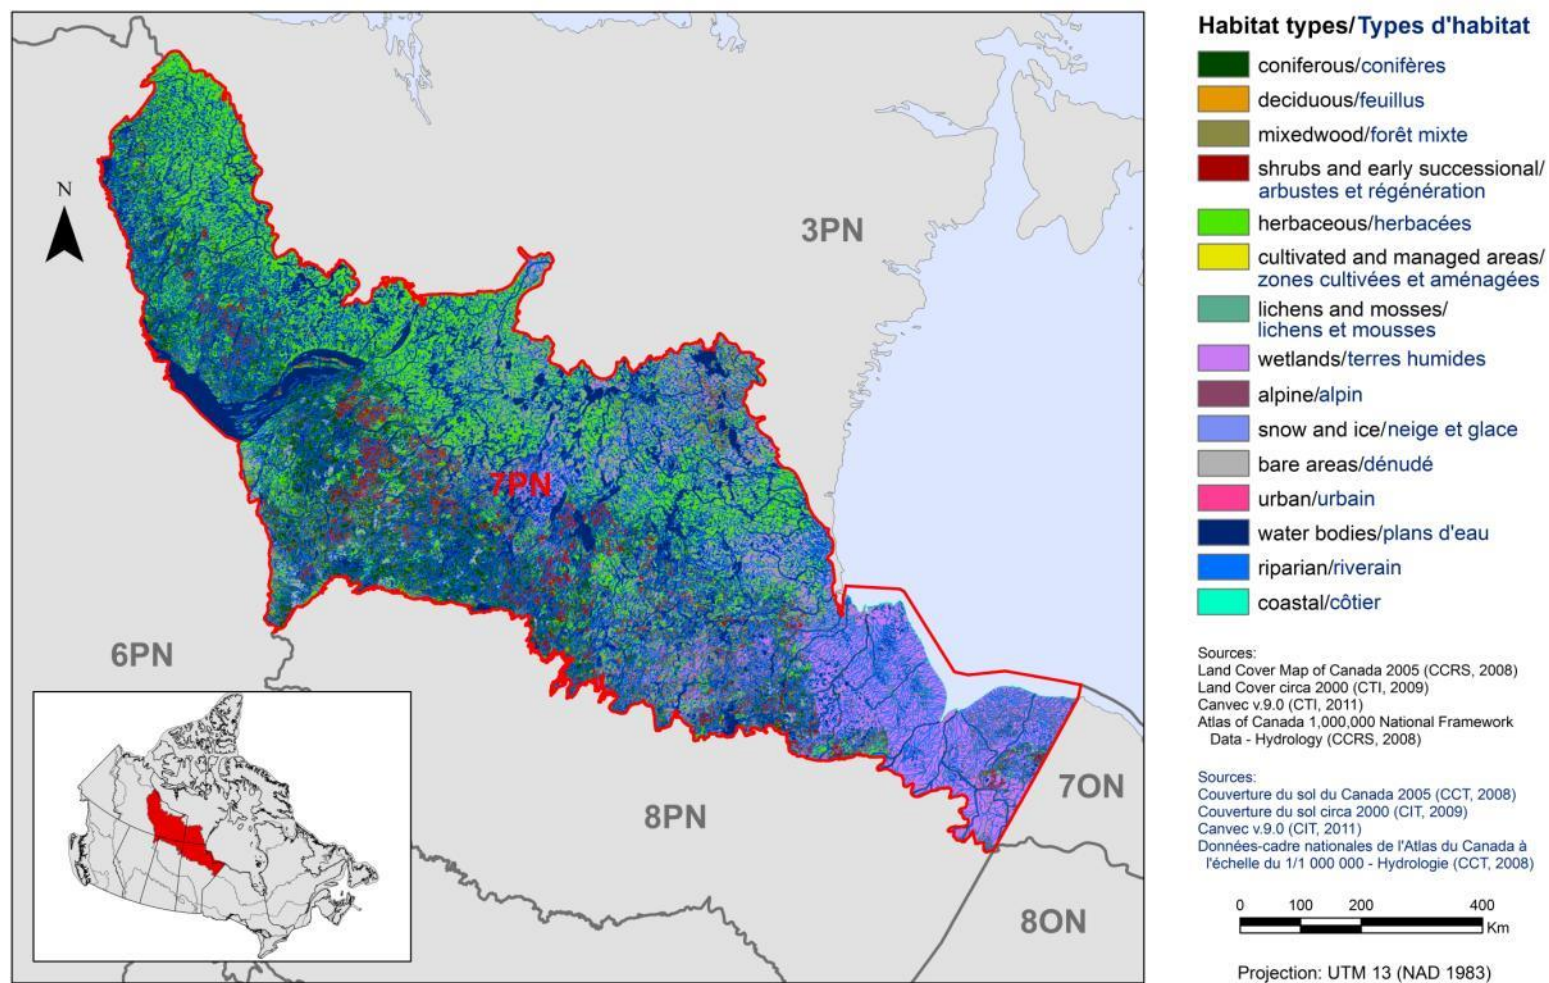 N
3PN
7PN
6PN
8PN
7ON
8ON
Habitat types/Types d'habitat
coniferous/conifères
deciduous/feuillus
mixedwood/forêt mixte
shrubs and early successional/
arbustes et régénération
herbaceous/herbacées
cultivated and managed areas/
zones cultivées et aménagées
lichens and mosses/
lichens et mousses
wetlands/terres humides
alpine/alpin
snow and ice/neige et glace
bare areas/dénudé
urban/urbain
water bodies/plans d'eau
riparian/riverain
coastal/côtier
Sources:
Land Cover Map of Canada 2005 (CCRS, 2008)
Land Cover circa 2000 (CTI, 2009)
Canvec v.9.0 (CTI, 2011)
Atlas of Canada 1,000,000 National Framework
Data - Hydrology (CCRS, 2008)
Sources:
Couverture du sol du Canada 2005 (CCT, 2008)
Couverture du sol circa 2000 (CIT, 2009)
Canvec v.9.0 (CIT, 2011)
Données-cadre nationales de l'Atlas du Canada à
l'échelle du 1/1 000 000 - Hydrologie (CCT, 2008)
0 100 200 400
Km
Projection: UTM 13 (NAD 1983)